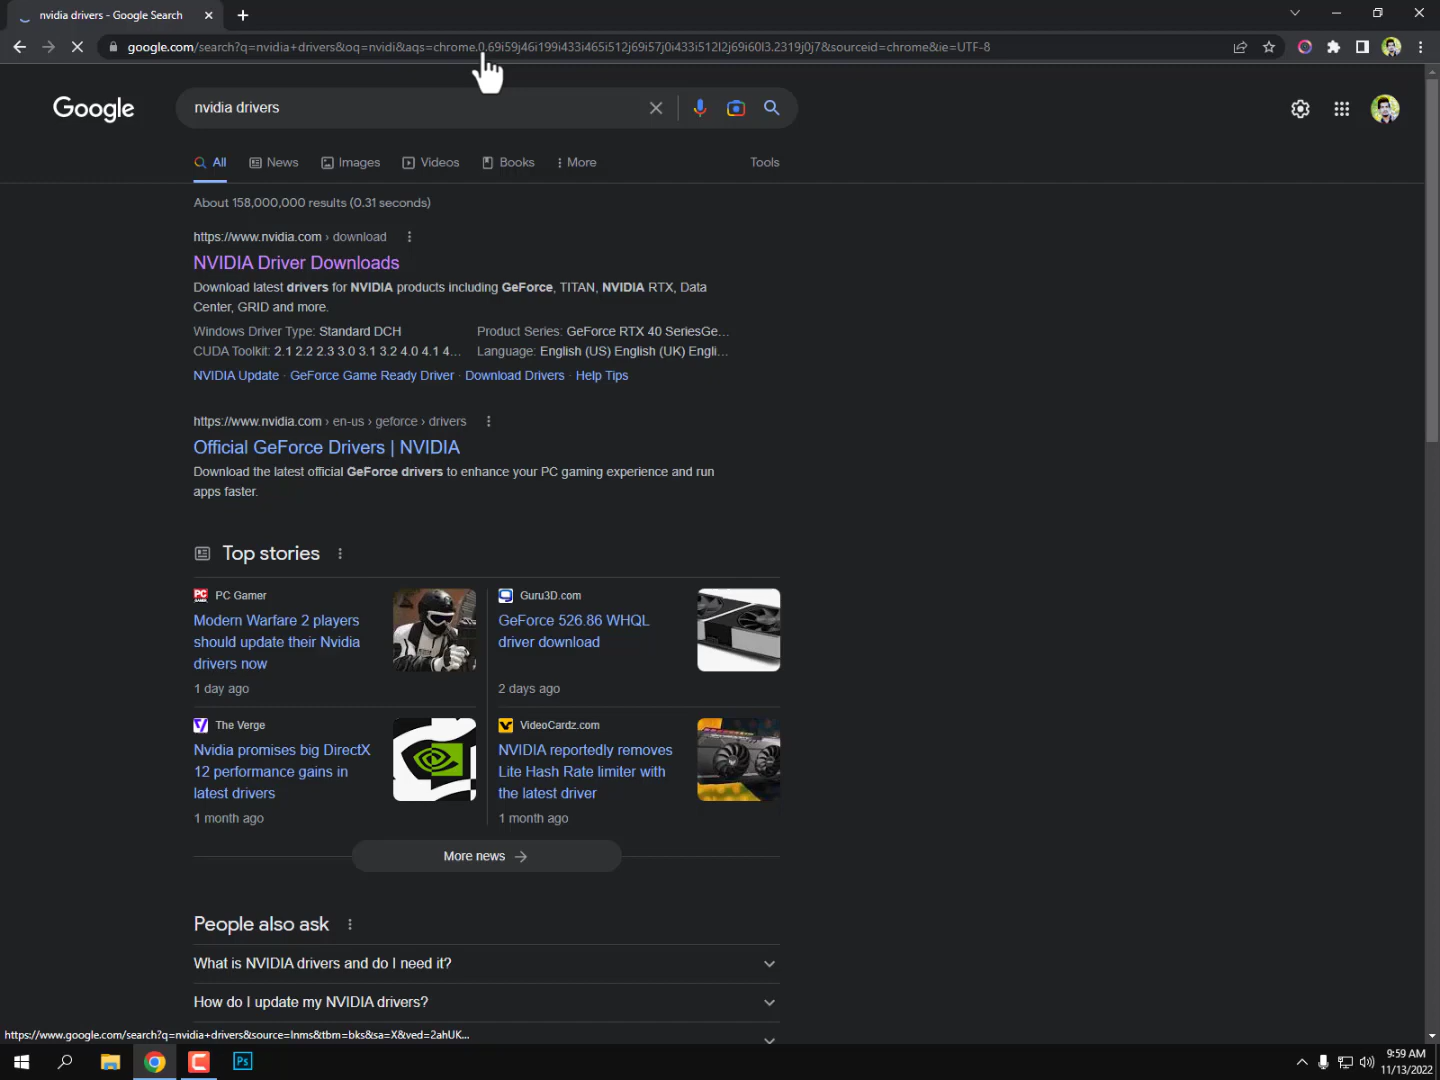 nvidia drivers - Google Search
google.com/search?q=nvidia+drivers&oq=nvidi&aqs=chrome.0.69i59j46i199i433i465i512j69i57j0i433i512l2j69i60l3.2319j0j7&sourceid=chrome&ie=UTF-8
Google
nvidia drivers
All
News
Images
Videos
Books
More
Tools
About 158,000,000 results (0.31 seconds)
https://www.nvidia.com › download
NVIDIA Driver Downloads
Download latest drivers for NVIDIA products including GeForce, TITAN, NVIDIA RTX, Data
Center, GRID and more.
Windows Driver Type: Standard DCH
Product Series: GeForce RTX 40 SeriesGe...
CUDA Toolkit: 2.1 2.2 2.3 3.0 3.1 3.2 4.0 4.1 4...
Language: English (US) English (UK) Engli...
NVIDIA Update · GeForce Game Ready Driver · Download Drivers · Help Tips
https://www.nvidia.com › en-us › geforce › drivers
Official GeForce Drivers | NVIDIA
Download the latest official GeForce drivers to enhance your PC gaming experience and run
apps faster.
Top stories
PC GAMER
PC Gamer
Modern Warfare 2 players
should update their Nvidia
drivers now
1 day ago
Guru3D.com
GeForce 526.86 WHQL
driver download
2 days ago
The Verge
Nvidia promises big DirectX
12 performance gains in
latest drivers
1 month ago
VideoCardz.com
NVIDIA reportedly removes
Lite Hash Rate limiter with
the latest driver
1 month ago
More news
People also ask
What is NVIDIA drivers and do I need it?
How do I update my NVIDIA drivers?
https://www.google.com/search?q=nvidia+drivers&source=lnms&tbm=bks&sa=X&ved=2ahUK...
Ps
9:59 AM
11/13/2022